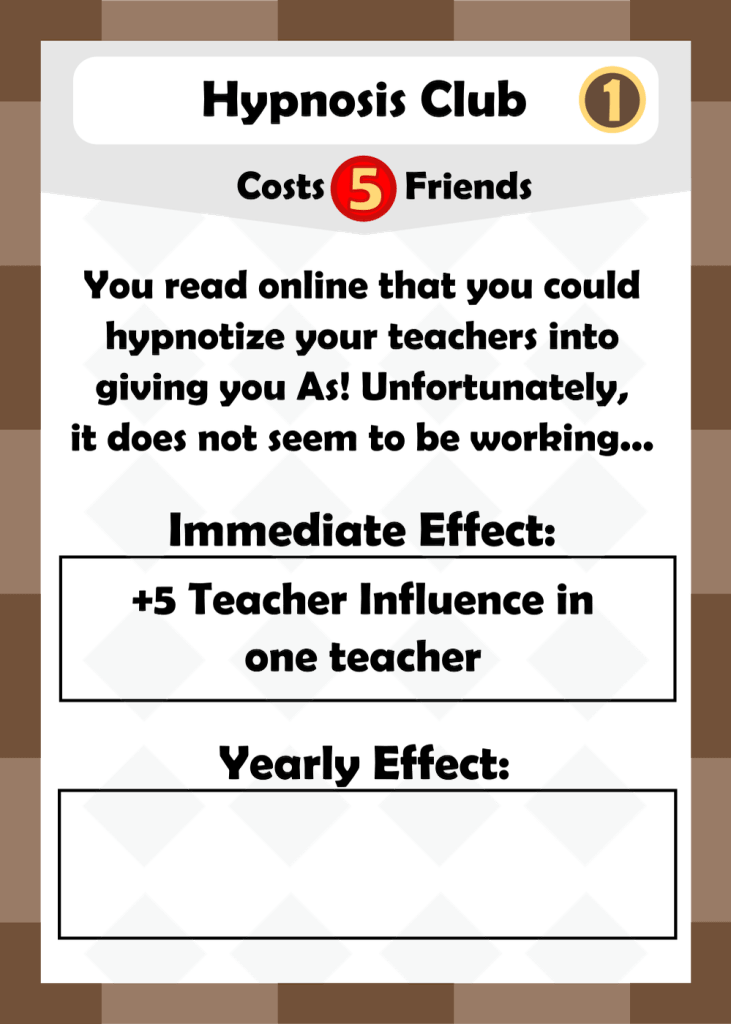 Hypnosis Club 1
Costs 5 Friends
You read online that you could
hypnotize your teachers into
giving you As! Unfortunately,
it does not seem to be working...
Immediate Effect:
+5 Teacher Influence in
one teacher
Yearly Effect: